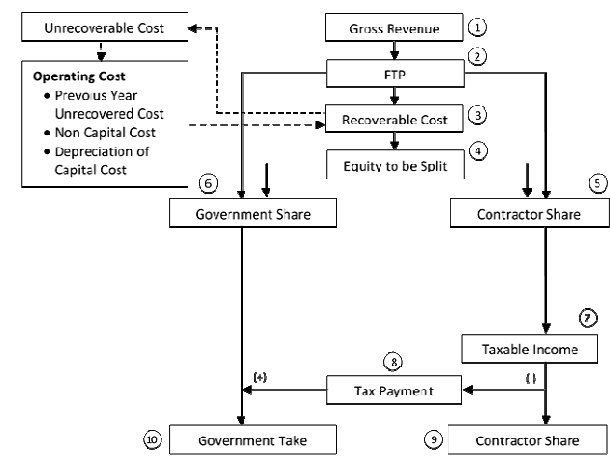 Unrecoverable Cost
Gross Revenue
1
2
Operating Cost
FTP
• Prevoius Year
Unrecovered Cost
• Non Capital Cost
• Depreciation of
Capital Cost
Recoverable Cost
3
4
Equity to be Split
6
5
Government Share
Contractor Share
7
Taxable Income
8
(+)
Tax Payment
( )
10
Government Take
9
Contractor Share